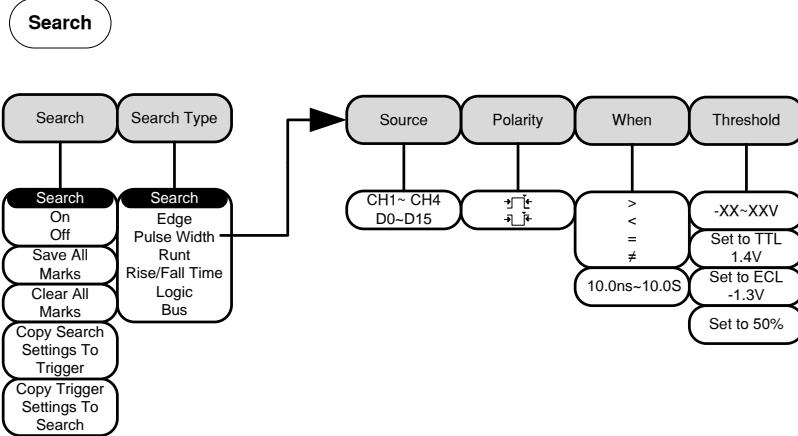 Search
Search
Search Type
Source
Polarity
When
Threshold
Search
On
Off
Save All
Marks
Clear All
Marks
Copy Search
Settings To
Trigger
Copy Trigger
Settings To
Search
Search
Edge
Pulse Width
Runt
Rise/Fall Time
Logic
Bus
CH1~ CH4
D0~D15
>
<
=
≠
10.0ns~10.0S
-XX~XXV
Set to TTL
1.4V
Set to ECL
-1.3V
Set to 50%